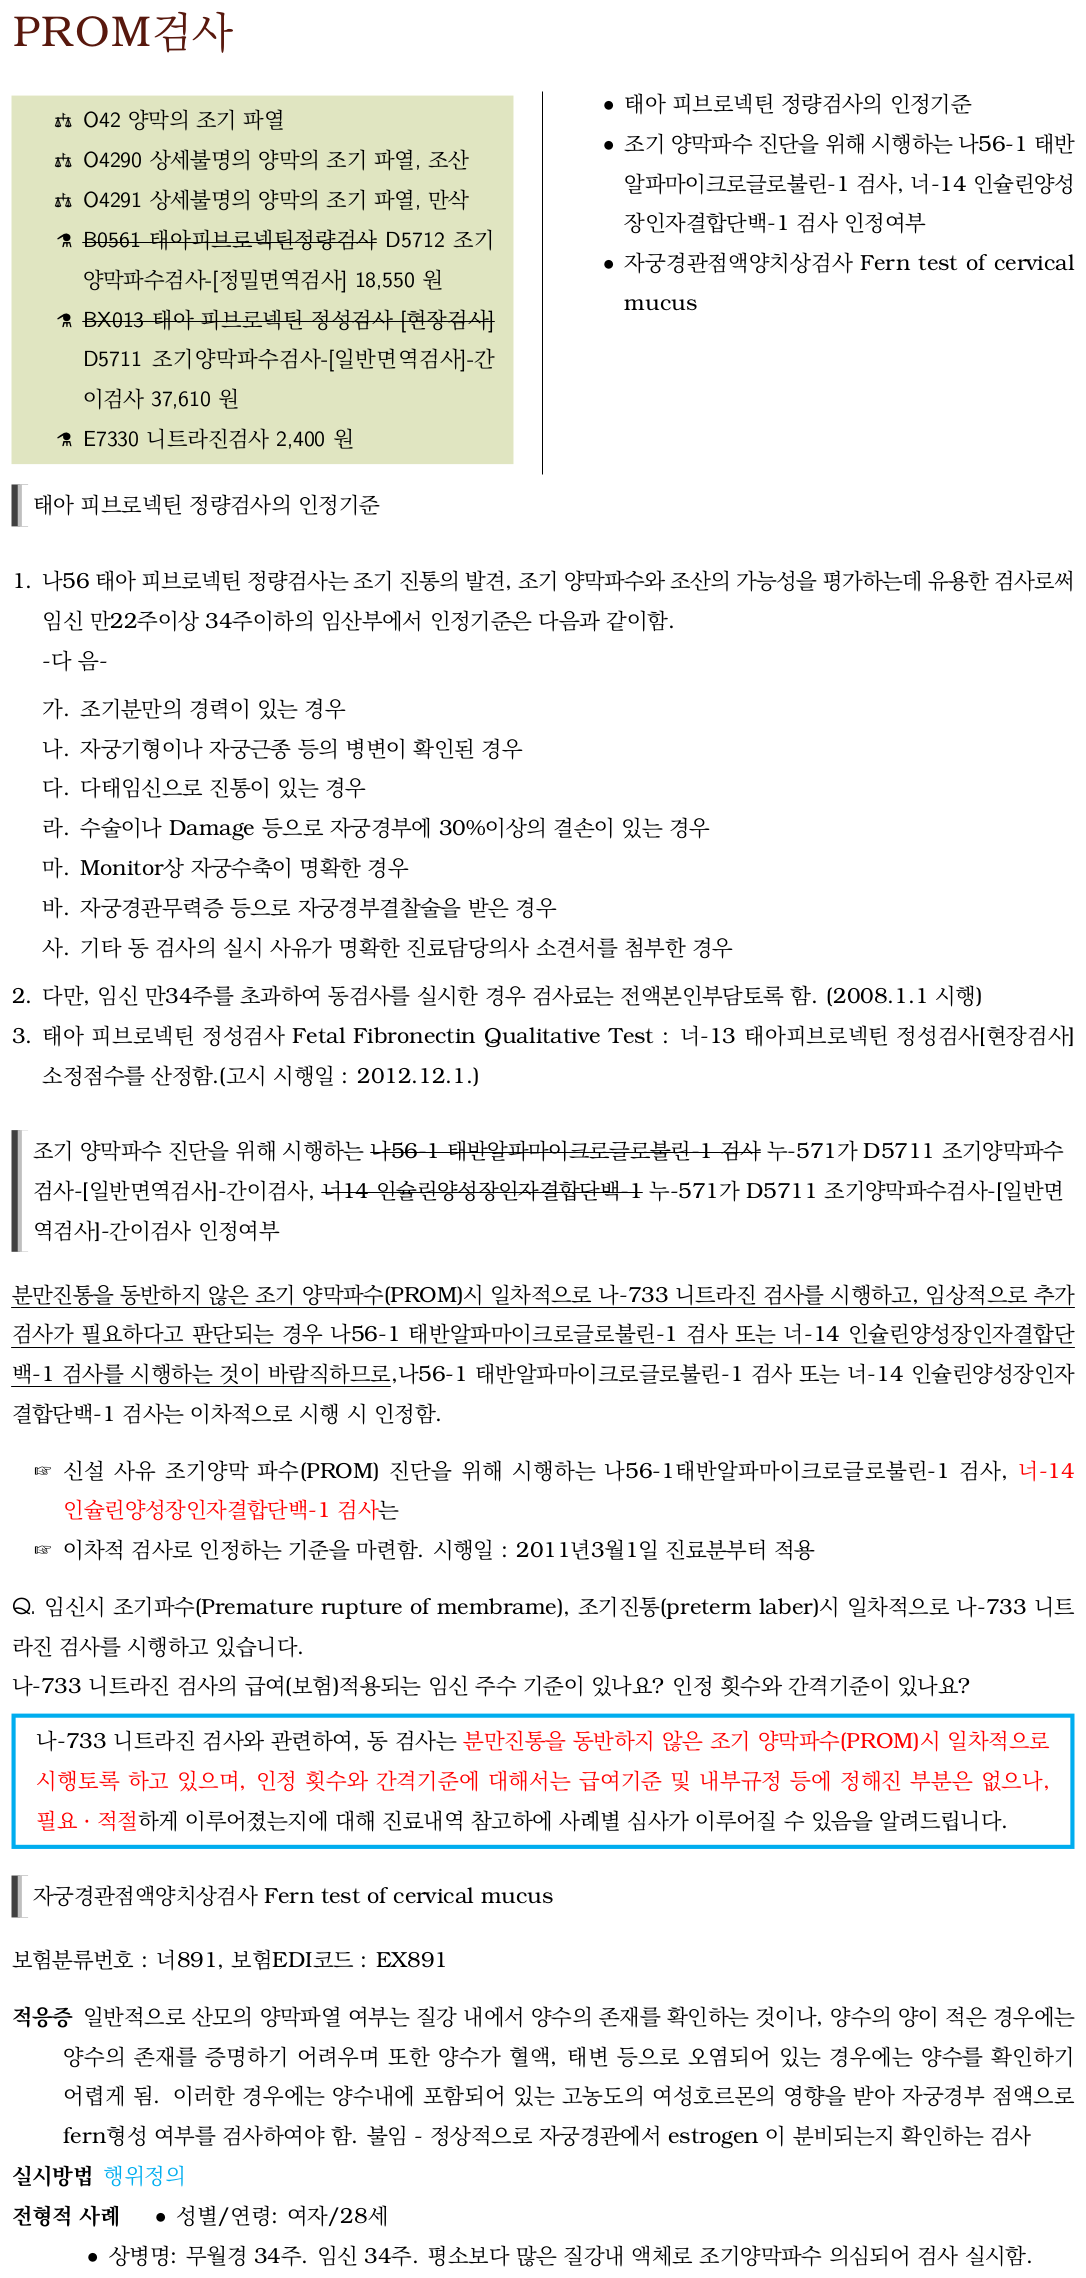 PROM검사
O42 양막의 조기 파열
O4290 상세불명의 양막의 조기 파열, 조산
O4291 상세불명의 양막의 조기 파열, 만삭
B0561 태아피브로넥틴정량검사 D5712 조기
양막파수검사-[정밀면역검사] 18,550 원
BX013 태아 피브로넥틴 정성검사 [현장검사]
D5711 조기양막파수검사-[일반면역검사]-간
이검사 37,610 원
E7330 니트라진검사 2,400 원
• 태아 피브로넥틴 정량검사의 인정기준
• 조기 양막파수 진단을 위해 시행하는 나56-1 태반
알파마이크로글로불린-1 검사, 너-14 인슐린양성
장인자결합단백-1 검사 인정여부
• 자궁경관점액양치상검사 Fern test of cervical
mucus
태아 피브로넥틴 정량검사의 인정기준
1. 나56 태아 피브로넥틴 정량검사는 조기 진통의 발견, 조기 양막파수와 조산의 가능성을 평가하는데 유용한 검사로써
임신 만22주이상 34주이하의 임산부에서 인정기준은 다음과 같이함.
-다 음-
가. 조기분만의 경력이 있는 경우
나. 자궁기형이나 자궁근종 등의 병변이 확인된 경우
다. 다태임신으로 진통이 있는 경우
라. 수술이나 Damage 등으로 자궁경부에 30%이상의 결손이 있는 경우
마. Monitor상 자궁수축이 명확한 경우
바. 자궁경관무력증 등으로 자궁경부결찰술을 받은 경우
사. 기타 동 검사의 실시 사유가 명확한 진료담당의사 소견서를 첨부한 경우
2. 다만, 임신 만34주를 초과하여 동검사를 실시한 경우 검사료는 전액본인부담토록 함. (2008.1.1 시행)
3. 태아 피브로넥틴 정성검사 Fetal Fibronectin Qualitative Test : 너-13 태아피브로넥틴 정성검사[현장검사]
소정점수를 산정함.(고시 시행일 : 2012.12.1.)
조기 양막파수 진단을 위해 시행하는 나56-1 태반알파마이크로글로불린-1 검사 누-571가 D5711 조기양막파수
검사-[일반면역검사]-간이검사, 너14 인슐린양성장인자결합단백-1 누-571가 D5711 조기양막파수검사-[일반면
역검사]-간이검사 인정여부
분만진통을 동반하지 않은 조기 양막파수(PROM)시 일차적으로 나-733 니트라진 검사를 시행하고, 임상적으로 추가
검사가 필요하다고 판단되는 경우 나56-1 태반알파마이크로글로불린-1 검사 또는 너-14 인슐린양성장인자결합단
백-1 검사를 시행하는 것이 바람직하므로,나56-1 태반알파마이크로글로불린-1 검사 또는 너-14 인슐린양성장인자
결합단백-1 검사는 이차적으로 시행 시 인정함.
☞ 신설 사유 조기양막 파수(PROM) 진단을 위해 시행하는 나56-1태반알파마이크로글로불린-1 검사, 너-14
인슐린양성장인자결합단백-1 검사는
☞ 이차적 검사로 인정하는 기준을 마련함. 시행일 : 2011년3월1일 진료분부터 적용
Q. 임신시 조기파수(Premature rupture of membrame), 조기진통(preterm laber)시 일차적으로 나-733 니트
라진 검사를 시행하고 있습니다.
나-733 니트라진 검사의 급여(보험)적용되는 임신 주수 기준이 있나요? 인정 횟수와 간격기준이 있나요?
나-733 니트라진 검사와 관련하여, 동 검사는 분만진통을 동반하지 않은 조기 양막파수(PROM)시 일차적으로
시행토록 하고 있으며, 인정 횟수와 간격기준에 대해서는 급여기준 및 내부규정 등에 정해진 부분은 없으나,
필요 · 적절하게 이루어졌는지에 대해 진료내역 참고하에 사례별 심사가 이루어질 수 있음을 알려드립니다.
자궁경관점액양치상검사 Fern test of cervical mucus
보험분류번호 : 너891, 보험EDI코드 : EX891
적응증 일반적으로 산모의 양막파열 여부는 질강 내에서 양수의 존재를 확인하는 것이나, 양수의 양이 적은 경우에는
양수의 존재를 증명하기 어려우며 또한 양수가 혈액, 태변 등으로 오염되어 있는 경우에는 양수를 확인하기
어렵게 됨. 이러한 경우에는 양수내에 포함되어 있는 고농도의 여성호르몬의 영향을 받아 자궁경부 점액으로
fern형성 여부를 검사하여야 함. 불임 - 정상적으로 자궁경관에서 estrogen 이 분비되는지 확인하는 검사
실시방법 행위정의
전형적 사례 • 성별/연령: 여자/28세
• 상병명: 무월경 34주. 임신 34주. 평소보다 많은 질강내 액체로 조기양막파수 의심되어 검사 실시함.